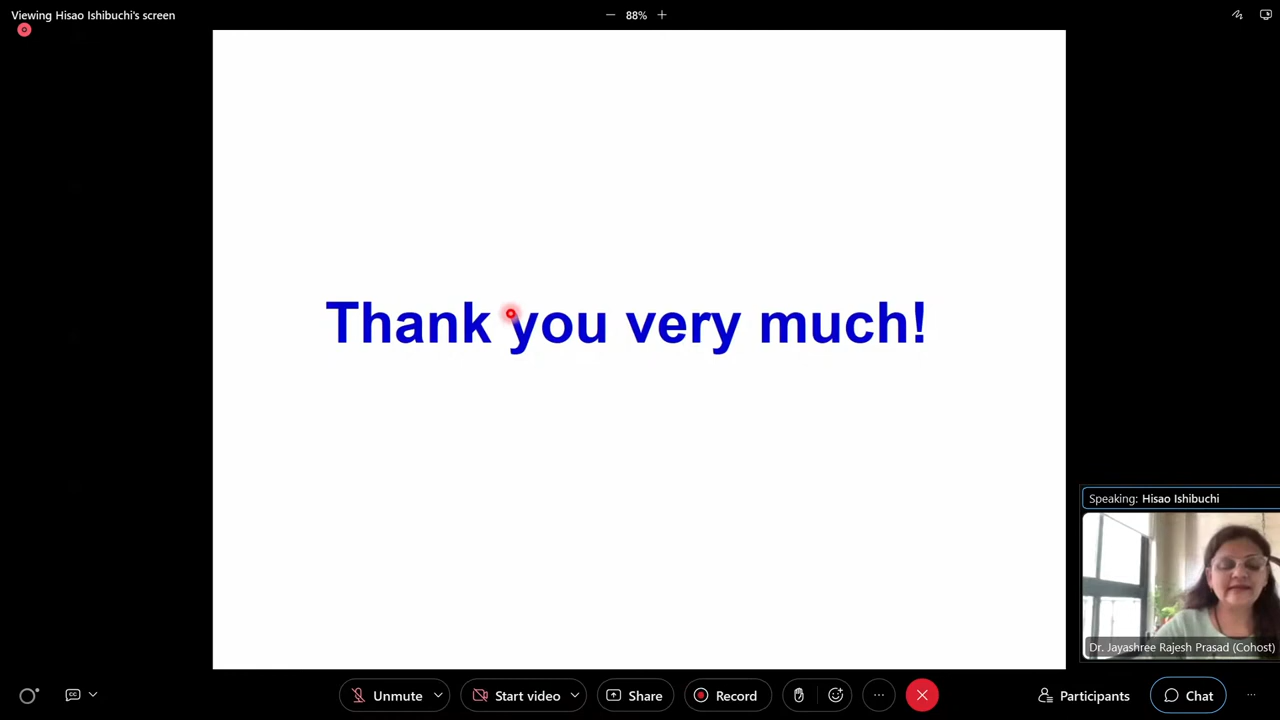 Viewing Hisao Ishibuchi's screen
88%
Thank you very much!
Speaking: Hisao Ishibuchi
Dr. Jayashree Rajesh Prasad (Cohost)
CC
Unmute
Start video
Share
Record
Participants
Chat